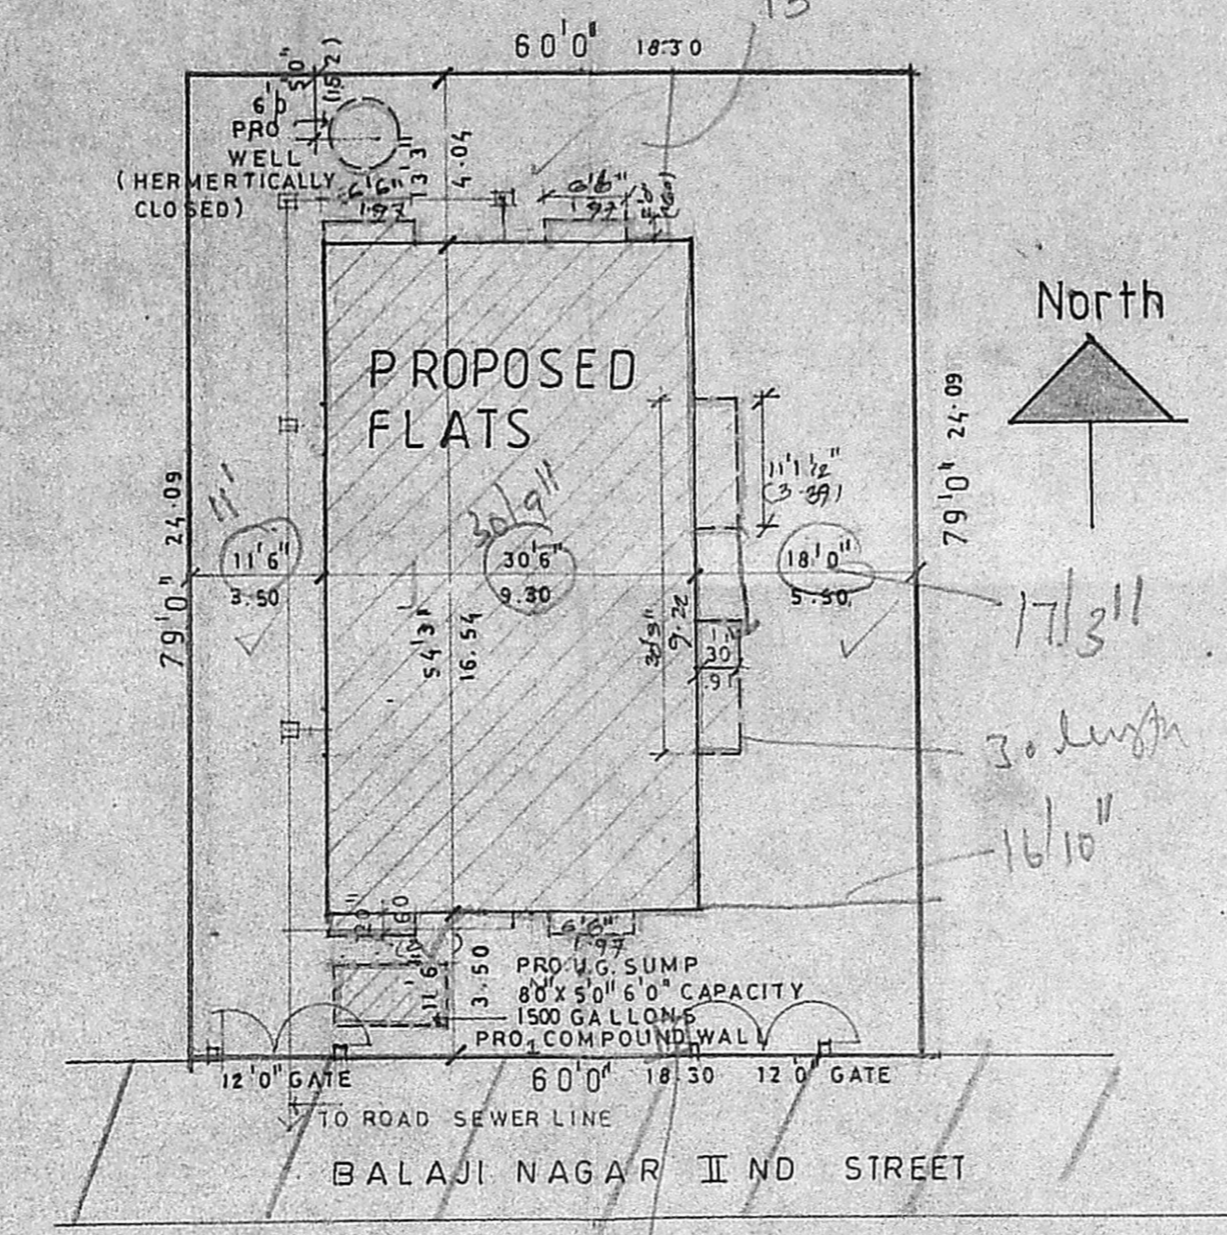 13
60'0" 18.30
5'0"
(1.52)
6'0
PRO
WELL
(HERMERTICALLY
CLOSED)
13'3"
4.04
6'6"
1.97
6'6"
1.97
North
PROPOSED
FLATS
79'0" 24.09
79'0" 24.09
11'1½"
(3.39)
11'
30'9"
11'6"
3.50
30'6"
9.30
18'0"
5.50
17'.3"
54'3"
16.54
9.22
30
.91
30 length
16'10"
2'0"
60
6'6"
1.97
11'6"
3.50
PRO.U.G. SUMP
8'0"X 5'0" 6'0" CAPACITY
1500 GALLONS
PRO, COMPOUND WALL
12'0" GATE
60'0" 18.30
12'0" GATE
TO ROAD SEWER LINE
BALAJI NAGAR II ND STREET